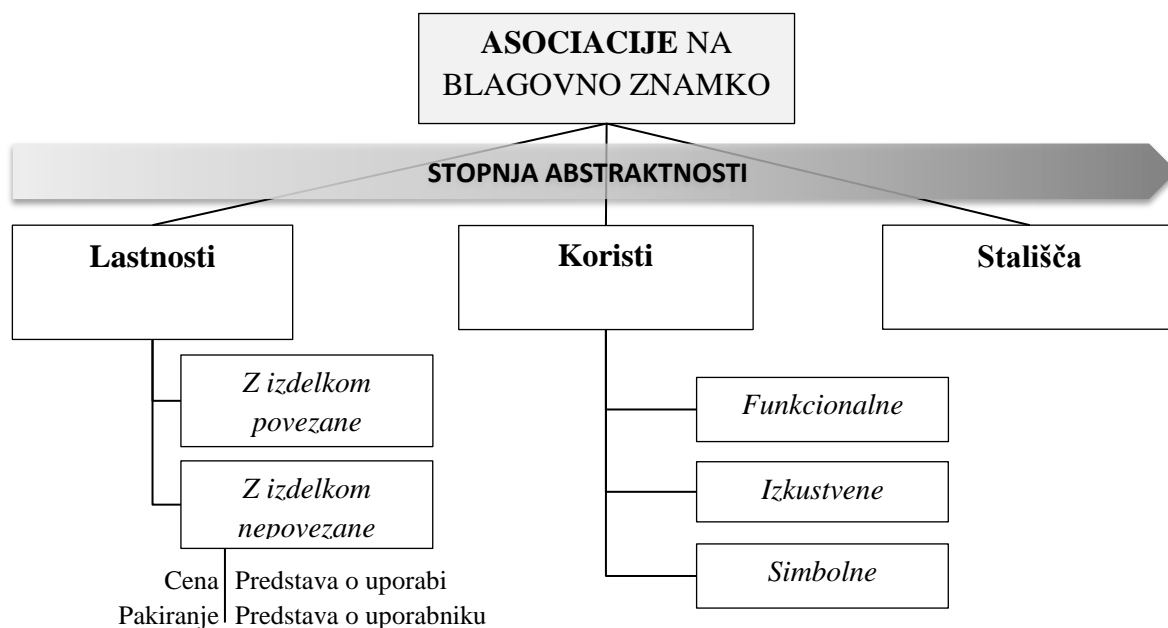 ASOCIACIJE NA
BLAGOVNO ZNAMKO
STOPNJA ABSTRAKTNOSTI
Lastnosti
Koristi
Stališča
Z izdelkom
povezane
Z izdelkom
nepovezane
Cena
Predstava o uporabi
Pakiranje
Predstava o uporabniku
Funkcionalne
Izkustvene
Simbolne